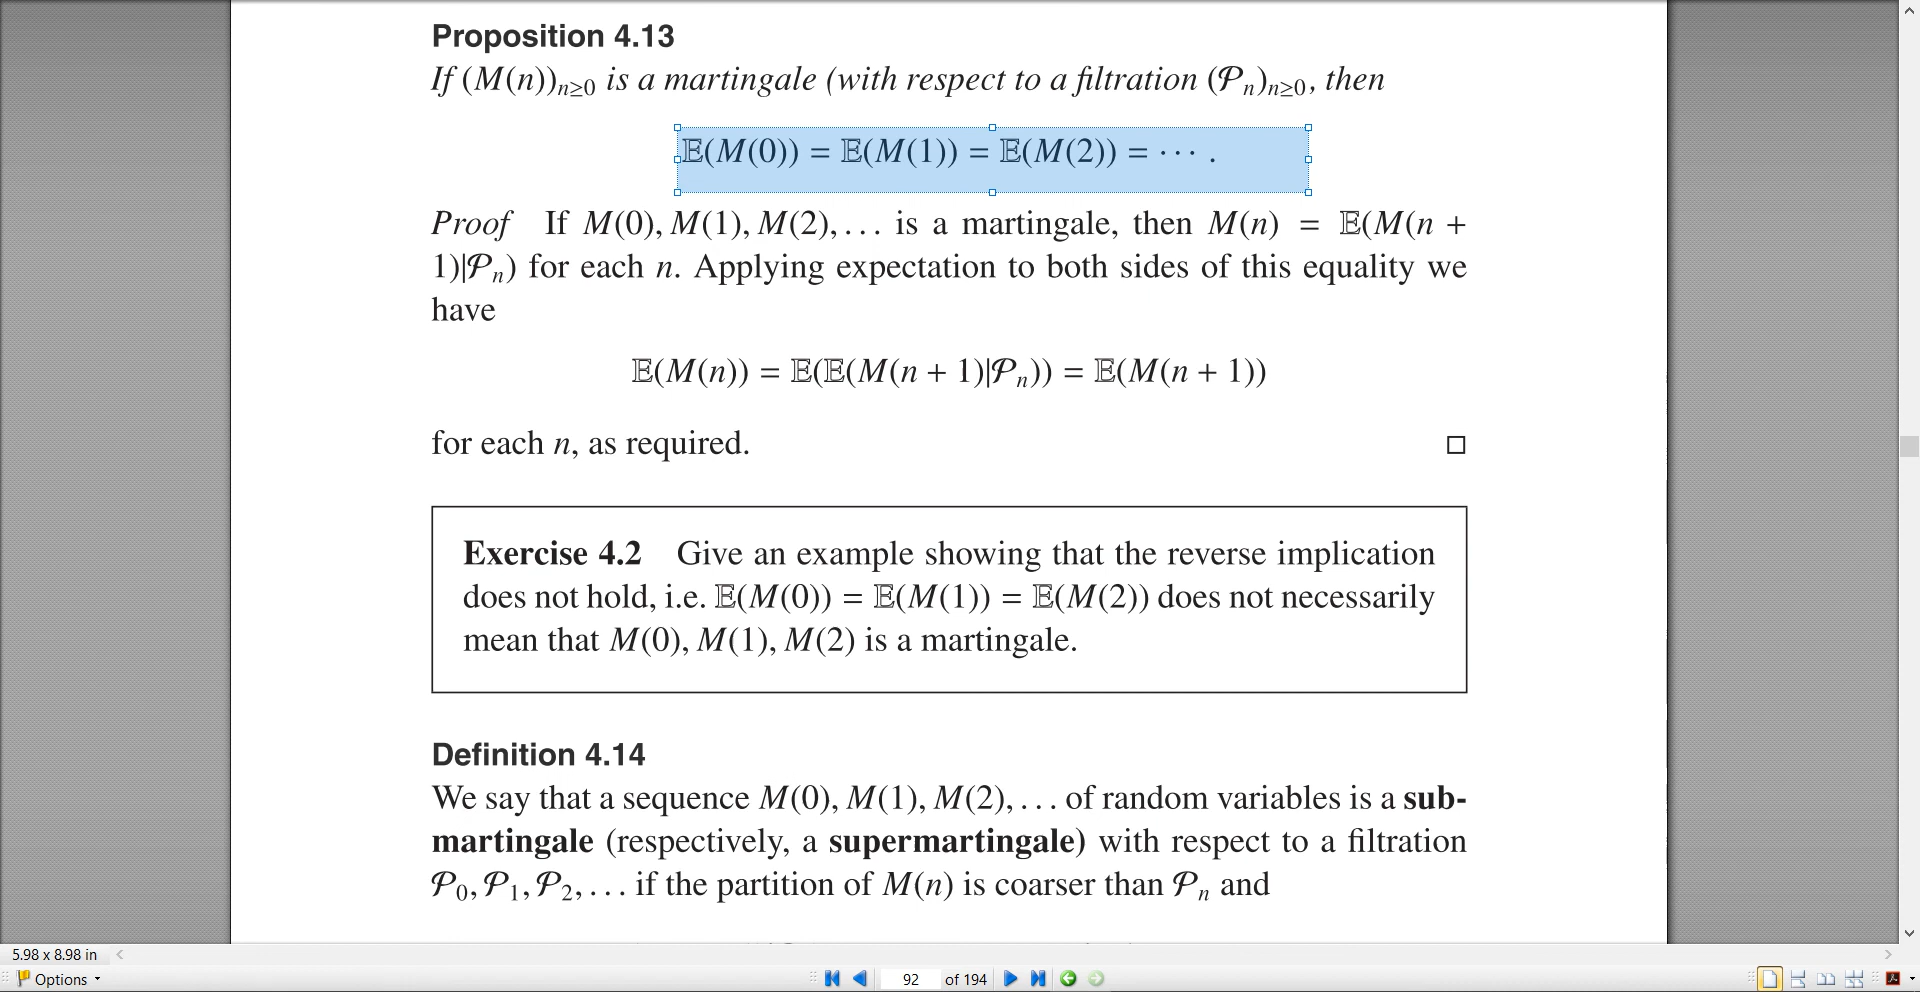 Proposition 4.13
If (M(n))n≥0 is a martingale (with respect to a filtration (𝒫n)n≥0, then
𝔼(M(0)) = 𝔼(M(1)) = 𝔼(M(2)) = ··· .
Proof If M(0), M(1), M(2), ... is a martingale, then M(n) = 𝔼(M(n +
1)|𝒫n) for each n. Applying expectation to both sides of this equality we
have
𝔼(M(n)) = 𝔼(𝔼(M(n + 1)|𝒫n)) = 𝔼(M(n + 1))
for each n, as required. □
Exercise 4.2 Give an example showing that the reverse implication
does not hold, i.e. 𝔼(M(0)) = 𝔼(M(1)) = 𝔼(M(2)) does not necessarily
mean that M(0), M(1), M(2) is a martingale.
Definition 4.14
We say that a sequence M(0), M(1), M(2), ... of random variables is a sub-
martingale (respectively, a supermartingale) with respect to a filtration
𝒫0, 𝒫1, 𝒫2, ... if the partition of M(n) is coarser than 𝒫n and
5.98 x 8.98 in
Options
92 of 194